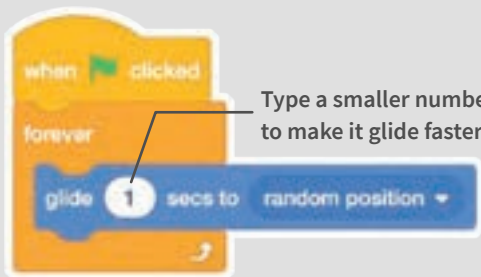 when clicked
Type a smaller numbe
to make it glide faster
forever
glide 1 secs to random position